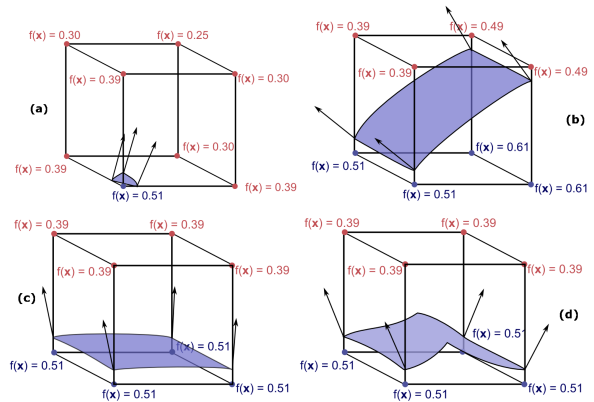 f(x) = 0.30
f(x) = 0.25
f(x) = 0.39
f(x) = 0.30
(a)
f(x) = 0.39
f(x) = 0.30
f(x) = 0.39
f(x) = 0.51
f(x) = 0.39
f(x) = 0.49
f(x) = 0.39
f(x) = 0.49
(b)
f(x) = 0.51
f(x) = 0.61
f(x) = 0.51
f(x) = 0.61
f(x) = 0.39
f(x) = 0.39
f(x) = 0.39
f(x) = 0.39
(c)
f(x) = 0.51
f(x) = 0.51
f(x) = 0.51
f(x) = 0.51
f(x) = 0.39
f(x) = 0.39
f(x) = 0.39
f(x) = 0.39
(d)
f(x) = 0.51
f(x) = 0.51
f(x) = 0.51
f(x) = 0.51